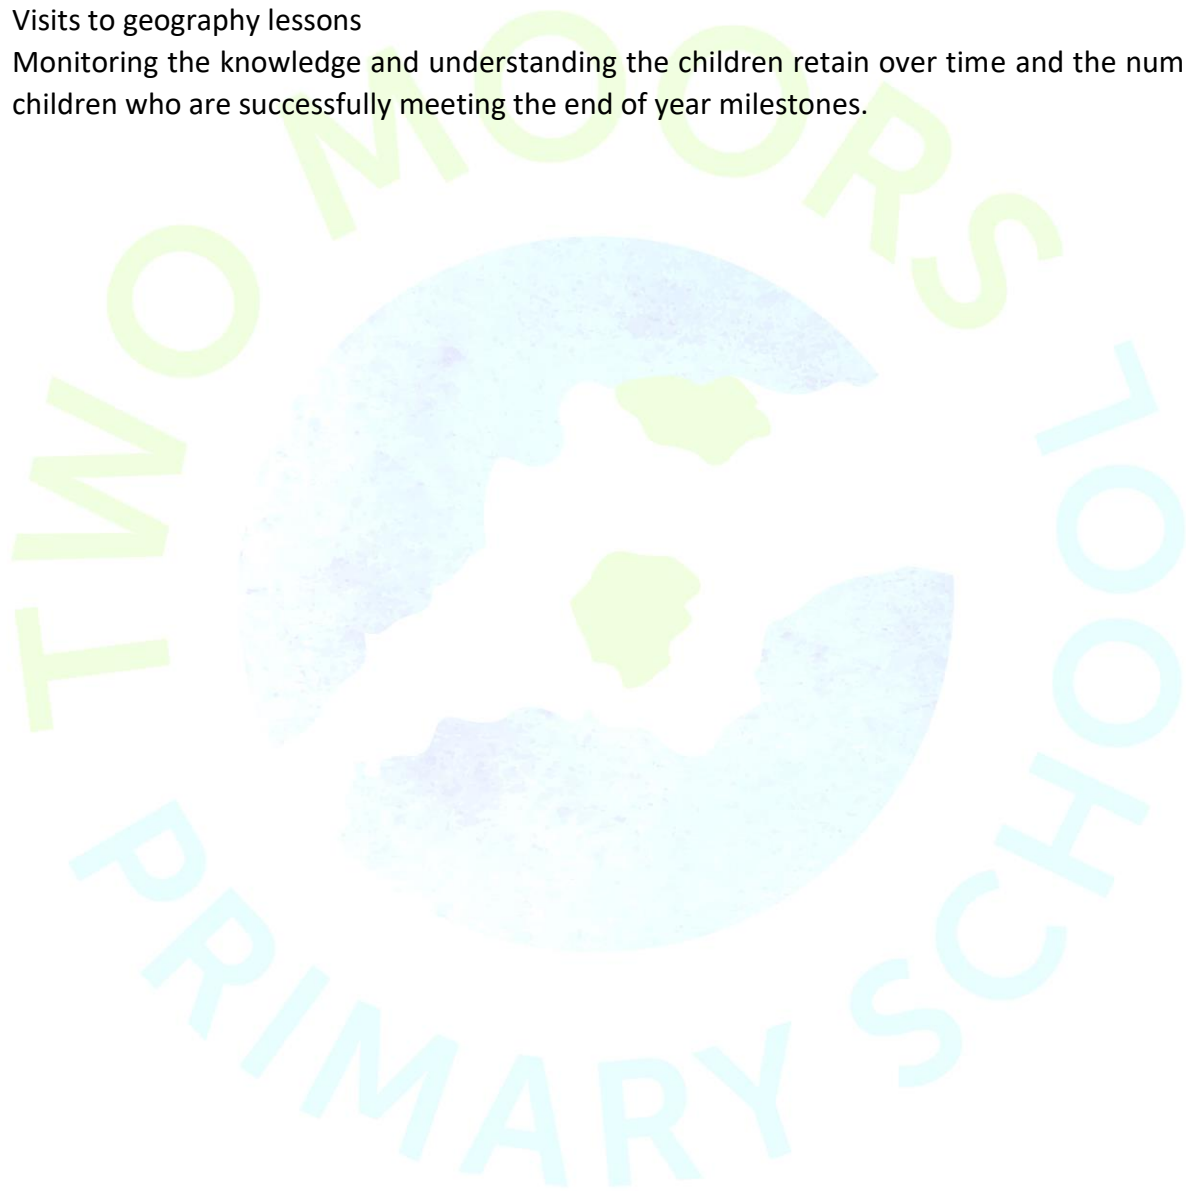 Visits to geography lessons
Monitoring the knowledge and understanding the children retain over time and the num
children who are successfully meeting the end of year milestones.
TWO MOORS
PRIMARY SCHOOL